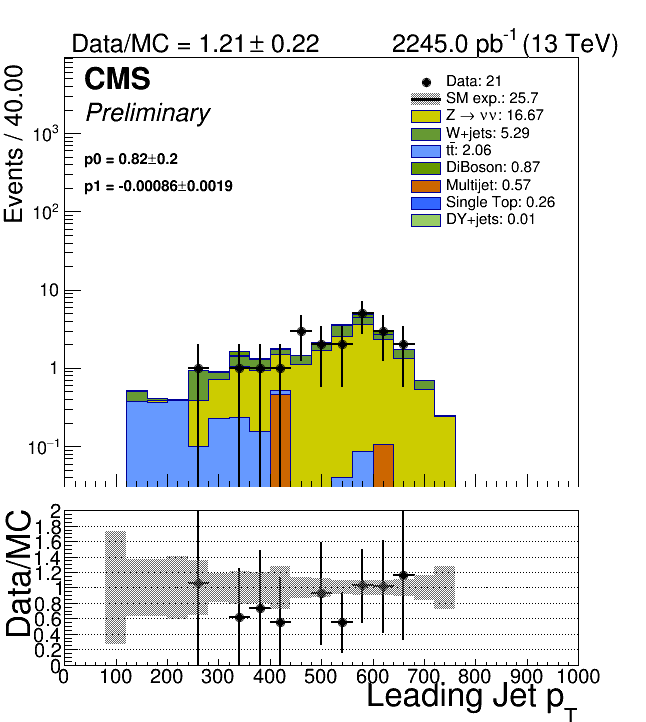 Data/MC = 1.21 ± 0.22 2245.0 pb⁻¹ (13 TeV)
CMS
Preliminary
p0 = 0.82±0.2
p1 = -0.00086±0.0019
Data: 21
SM exp.: 25.7
Z → νν: 16.67
W+jets: 5.29
tt̄: 2.06
DiBoson: 0.87
Multijet: 0.57
Single Top: 0.26
DY+jets: 0.01
Events / 40.00
10³
10²
10
1
10⁻¹
Data/MC
2
1.8
1.6
1.4
1.2
1
0.8
0.6
0.4
0.2
0
0 100 200 300 400 500 600 700 800 900 1000
Leading Jet p_T